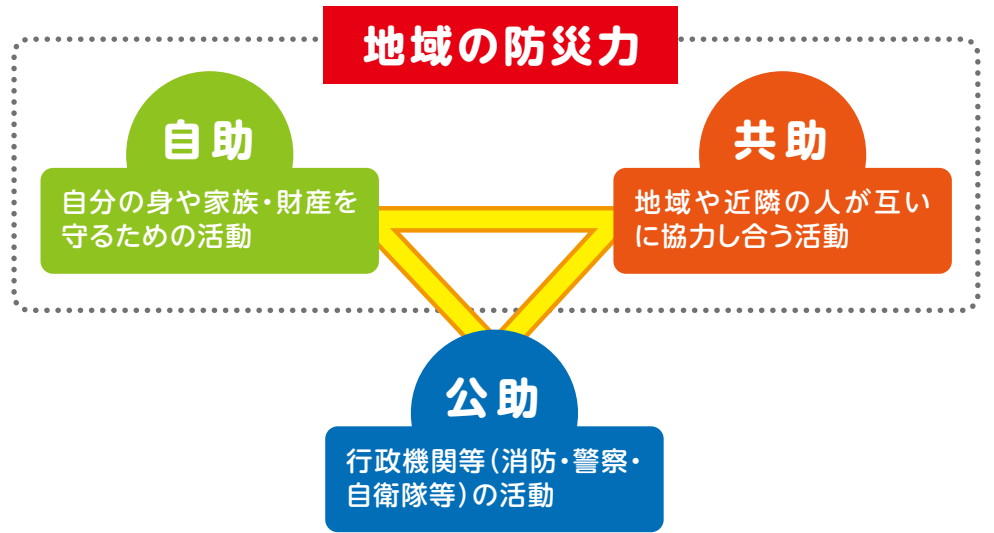 地域の防災力
自助
自分の身や家族・財産を
守るための活動
共助
地域や近隣の人が互い
に協力し合う活動
公助
行政機関等(消防・警察・
自衛隊等)の活動